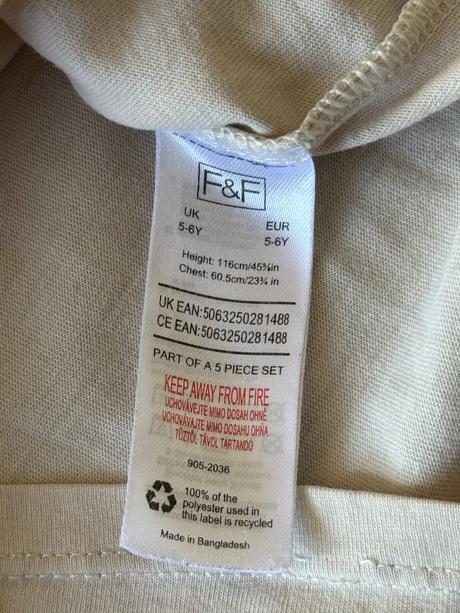 F&F
UK
5-6Y
EUR
5-6Y
Height: 116cm/45¾in
Chest: 60.5cm/23¾ in
UK EAN:5063250281488
CE EAN:5063250281488
PART OF A 5 PIECE SET
KEEP AWAY FROM FIRE
UCHOVÁVEJTE MIMO DOSAH OHNĚ
UCHOVÁVAJTE MIMO DOSAHU OHŇA
TŰZTŐL TÁVOL TARTANDÓ
905-2036
100% of the
polyester used in
this label is recycled
Made in Bangladesh